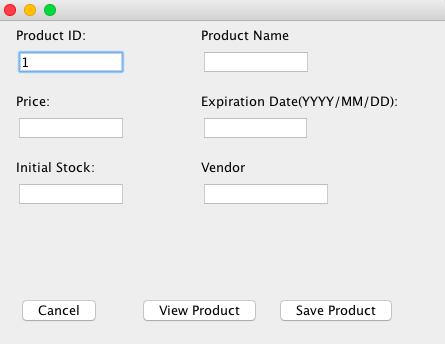 Product ID:
Product Name
1
Price:
Expiration Date(YYYY/MM/DD):
Initial Stock:
Vendor
Cancel
View Product
Save Product